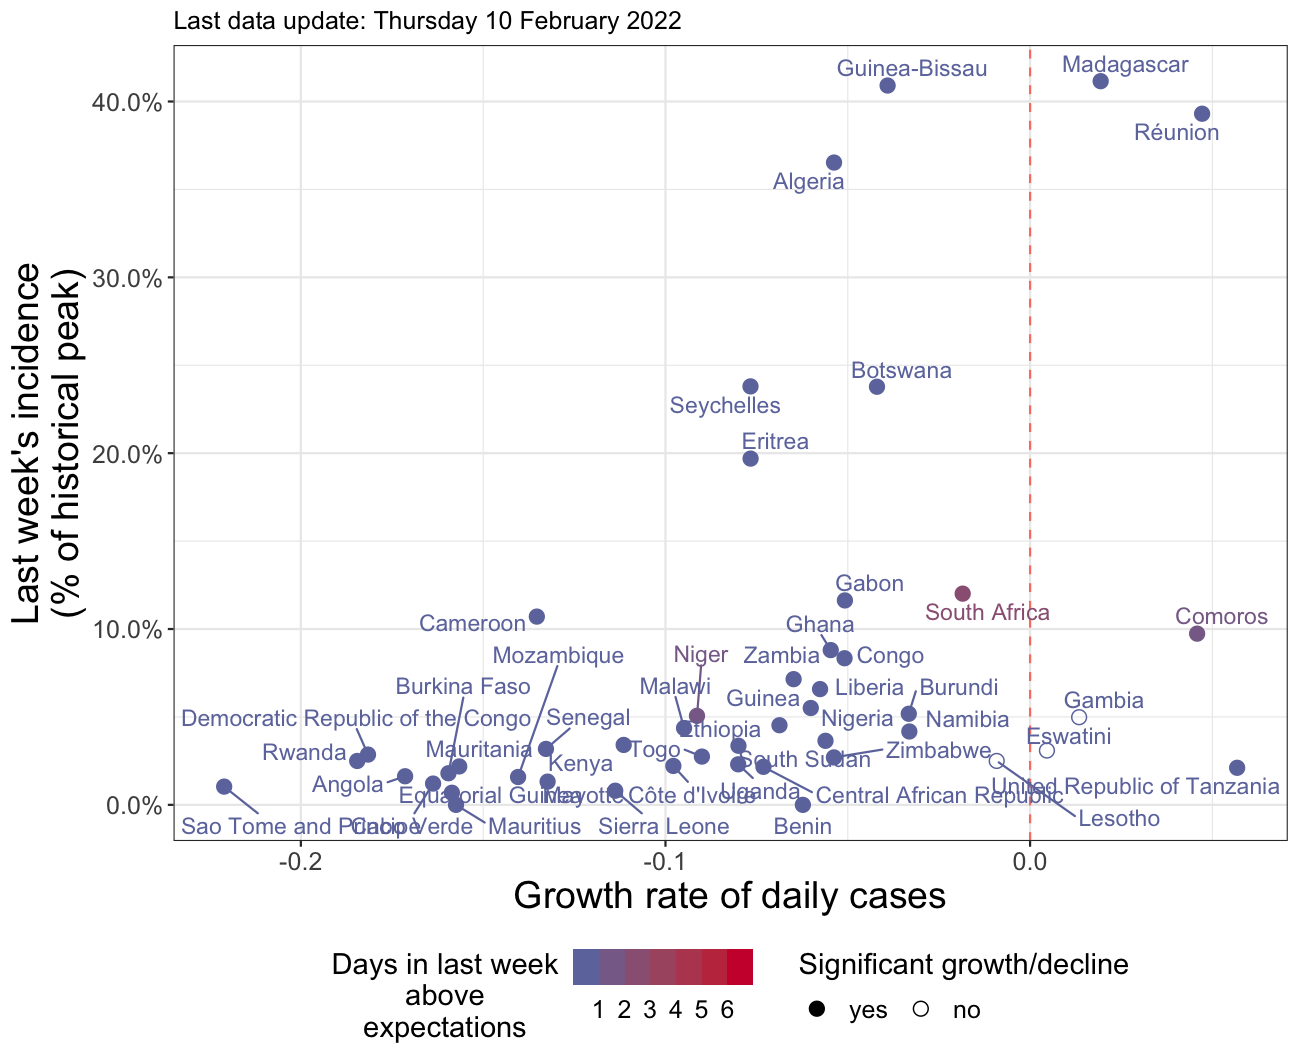 Last data update: Thursday 10 February 2022
Last week's incidence
(% of historical peak)
40.0%
30.0%
20.0%
10.0%
0.0%
Guinea-Bissau
Madagascar
Réunion
Algeria
Botswana
Seychelles
Eritrea
Gabon
South Africa
Comoros
Cameroon
Ghana
Mozambique
Niger
Zambia
Congo
Burkina Faso
Malawi
Liberia
Burundi
Guinea
Gambia
Democratic Republic of the Congo
Senegal
Nigeria
Namibia
Ethiopia
Eswatini
Rwanda
Mauritania
Togo
Zimbabwe
Kenya
South Sudan
Angola
United Republic of Tanzania
Equatorial Guinea
Mayotte
Côte d'Ivoire
Uganda
Central African Republic
Lesotho
Sao Tome and Principe
Cabo Verde
Mauritius
Sierra Leone
Benin
-0.2
-0.1
0.0
Growth rate of daily cases
Days in last week
above
expectations
1 2 3 4 5 6
Significant growth/decline
yes
no